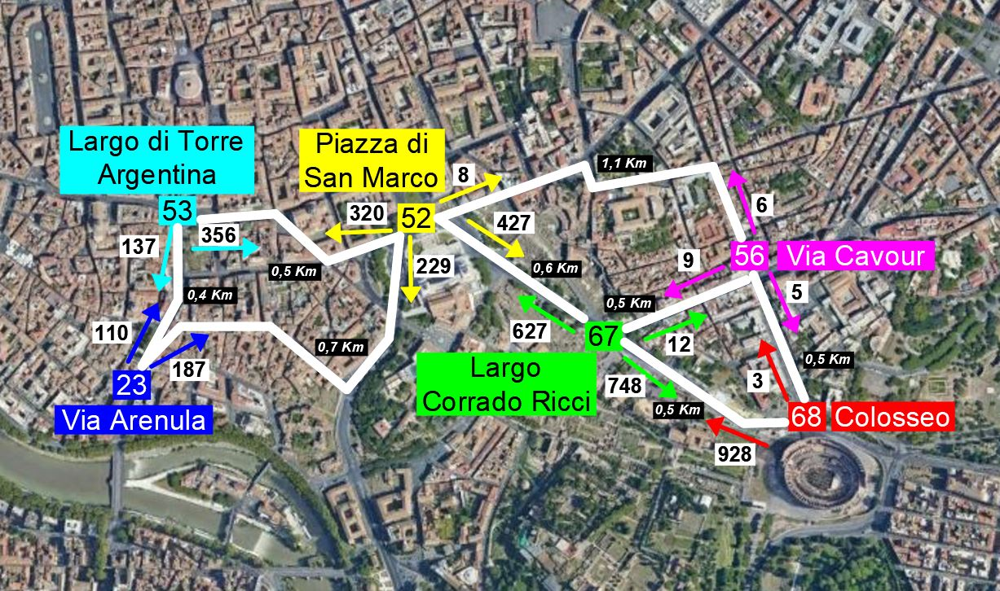 Largo di Torre
Argentina
53
Piazza di
San Marco
52
8
1,1 Km
320
427
6
137
356
229
0,5 Km
0,6 Km
56
Via Cavour
9
5
0,4 Km
0,5 Km
110
627
67
12
187
0,7 Km
0,5 Km
23
Via Arenula
Largo
Corrado Ricci
748
3
0,5 Km
68
Colosseo
928